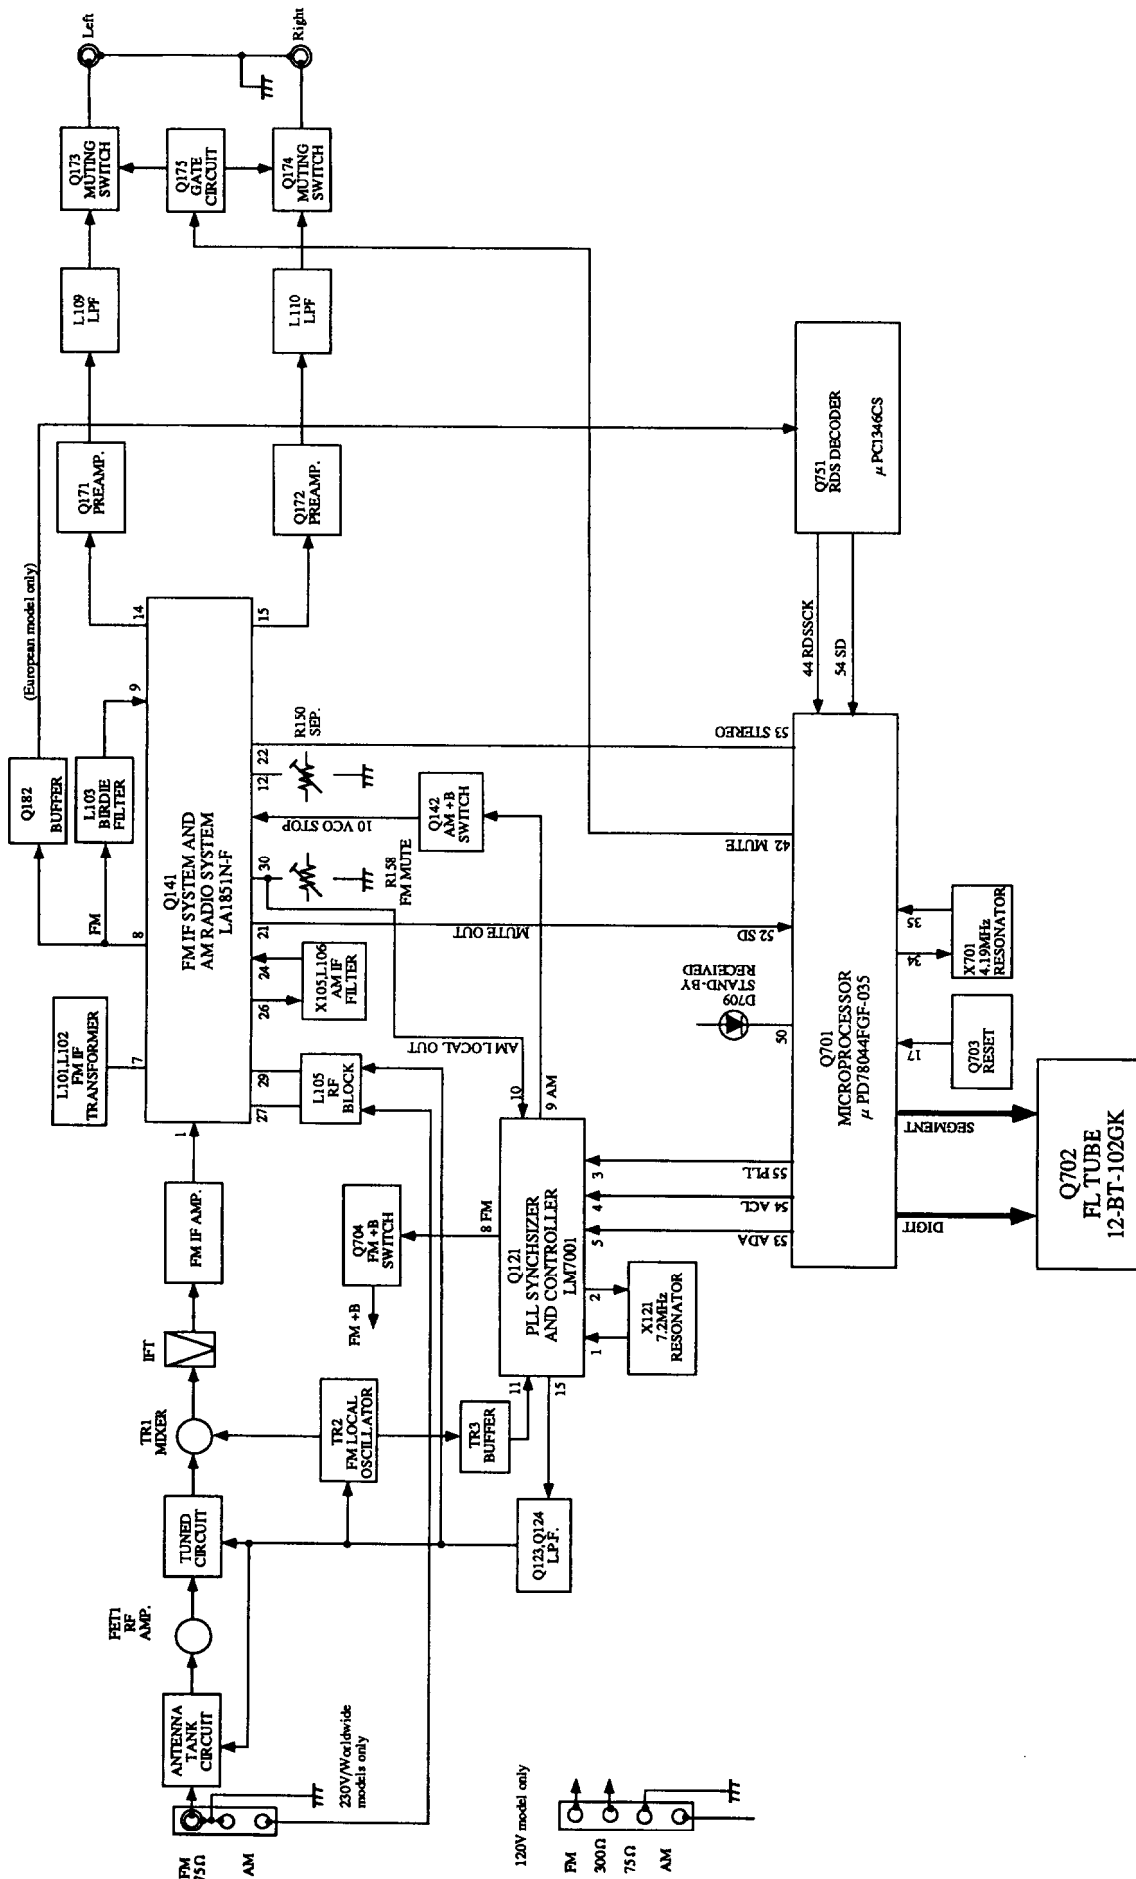 FM
75Ω
AM
ANTENNA
TANK
CIRCUIT
230V/Worldwide
models only
FET1
RF
AMP.
TUNED
CIRCUIT
TR1
MIXER
IFT
FM IF AMP.
1
TR2
FM LOCAL
OSCILLATOR
TR3
BUFFER
Q123,Q124
L.P.F.
L101,L102
FM IF
TRANSFORMER
7
8
FM
Q182
BUFFER
(European model only)
L103
BIRDIE
FILTER
9
14
Q141
FM IF SYSTEM AND
AM RADIO SYSTEM
LA1851N-F
27
29
26
24
21
30
10 VCO STOP
12
22
15
L105
RF
BLOCK
X105,L106
AM IF
FILTER
AM LOCAL OUT
MUTE OUT
R158
FM MUTE
R150
SEP.
Q142
AM +B
SWITCH
Q171
PREAMP.
Q172
PREAMP.
L109
LPF
L110
LPF
Q173
MUTING
SWITCH
Q175
GATE
CIRCUIT
Q174
MUTING
SWITCH
Left
Right
Q704
FM +B
SWITCH
FM +B
8 FM
10
9 AM
Q121
PLL SYNCHSIZER
AND CONTROLLER
LM7001
11
15
1
2
5
4
3
X121
7.2MHz
RESONATOR
53 ADA
54 ACL
55 PLL
D709
STAND-BY
RECEIVED
50
52 SD
42 MUTE
53 STEREO
Q701
MICROPROCESSOR
μPD78044FGF-035
44 RDSSCK
54 SD
Q751
RDS DECODER
μPC1346CS
17
34
35
Q703
RESET
X701
4.19MHz
RESONATOR
DIGIT
SEGMENT
Q702
FL TUBE
12-BT-102GK
120V model only
FM
300Ω
75Ω
AM